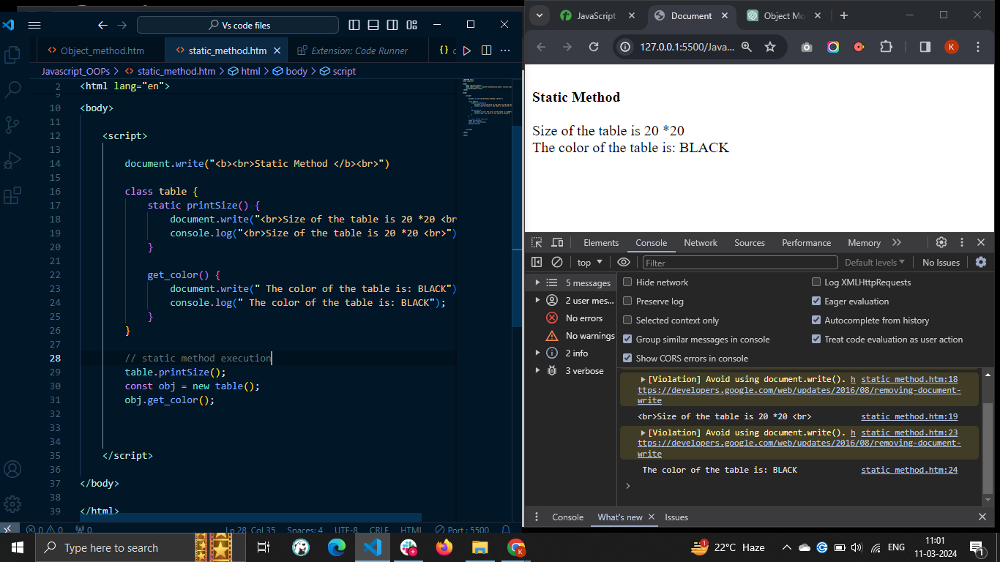 Vs code files
Object_method.htm
static_method.htm
Extension: Code Runner
Javascript_OOPs > static_method.htm > html > body > script
2 <html lang="en">
9
10 <body>
11
12 <script>
13
14 document.write("<b><br>Static Method </b><br>")
15
16 class table {
17 static printSize() {
18 document.write("<br>Size of the table is 20 *20 <br
19 console.log("<br>Size of the table is 20 *20 <br>")
20 }
21
22 get_color() {
23 document.write(" The color of the table is: BLACK")
24 console.log(" The color of the table is: BLACK");
25 }
26 }
27
28 // static method execution
29 table.printSize();
30 const obj = new table();
31 obj.get_color();
32
33
34
35 </script>
36
37 </body>
38
39 </html>
0 0 0 Ln 28, Col 35 Spaces: 4 UTF-8 CRLF HTML Port : 5500
JavaScript
Document
Object Mo
127.0.0.1:5500/Java...
K
Static Method
Size of the table is 20 *20
The color of the table is: BLACK
Elements Console Network Sources Performance Memory
top Filter Default levels No Issues
5 messages
2 user mes...
No errors
No warnings
2 info
3 verbose
Hide network Log XMLHttpRequests
Preserve log Eager evaluation
Selected context only Autocomplete from history
Group similar messages in console Treat code evaluation as user action
Show CORS errors in console
[Violation] Avoid using document.write(). h static_method.htm:18
ttps://developers.google.com/web/updates/2016/08/removing-document-
write
<br>Size of the table is 20 *20 <br> static_method.htm:19
[Violation] Avoid using document.write(). h static_method.htm:23
ttps://developers.google.com/web/updates/2016/08/removing-document-
write
The color of the table is: BLACK static_method.htm:24
Console What's new Issues
Type here to search
22°C Haze
ENG
11:01
11-03-2024
1